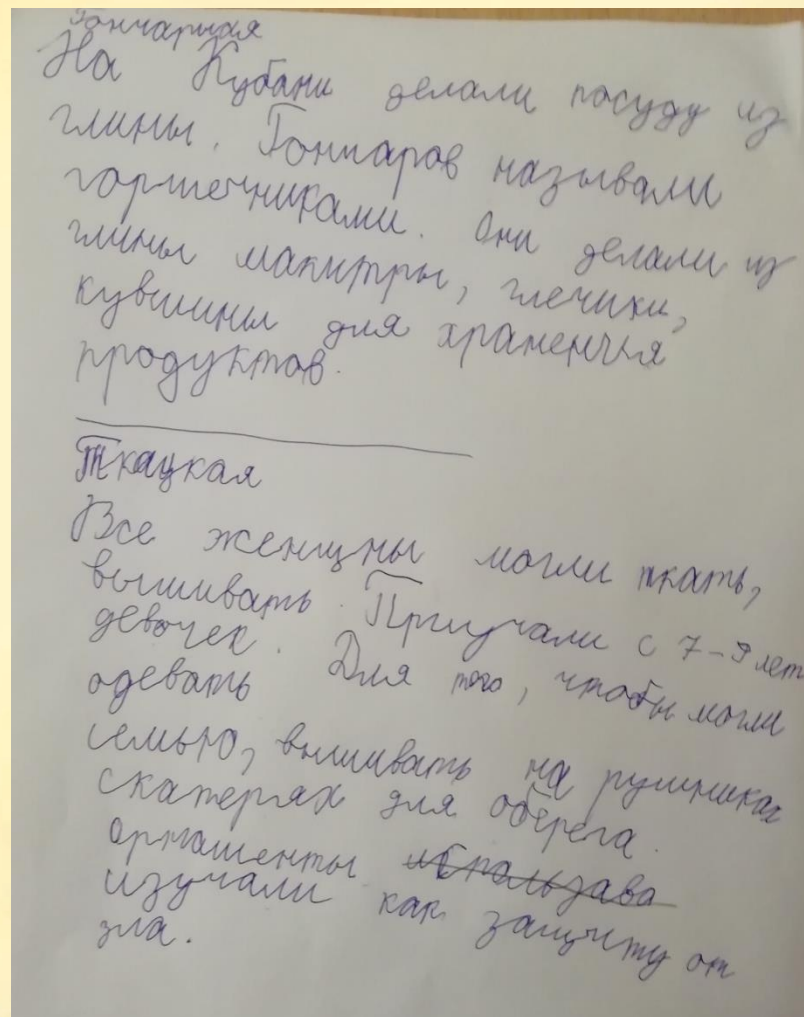 Гончарная
На Кубани делали посуду из
глины. Гончаров называли
горшечниками. Они делали из
глины макитры, глечики,
кувшины для храненья
продуктов.
Ткацкая
Все женщины могли ткать,
вышивать. Приучали с 7-9 лет
девочек. Для того, чтобы могли
одевать
семью, вышивать на рушниках
скатертях для оберега.
орнаменты использава
изучали как защиту от
зла.